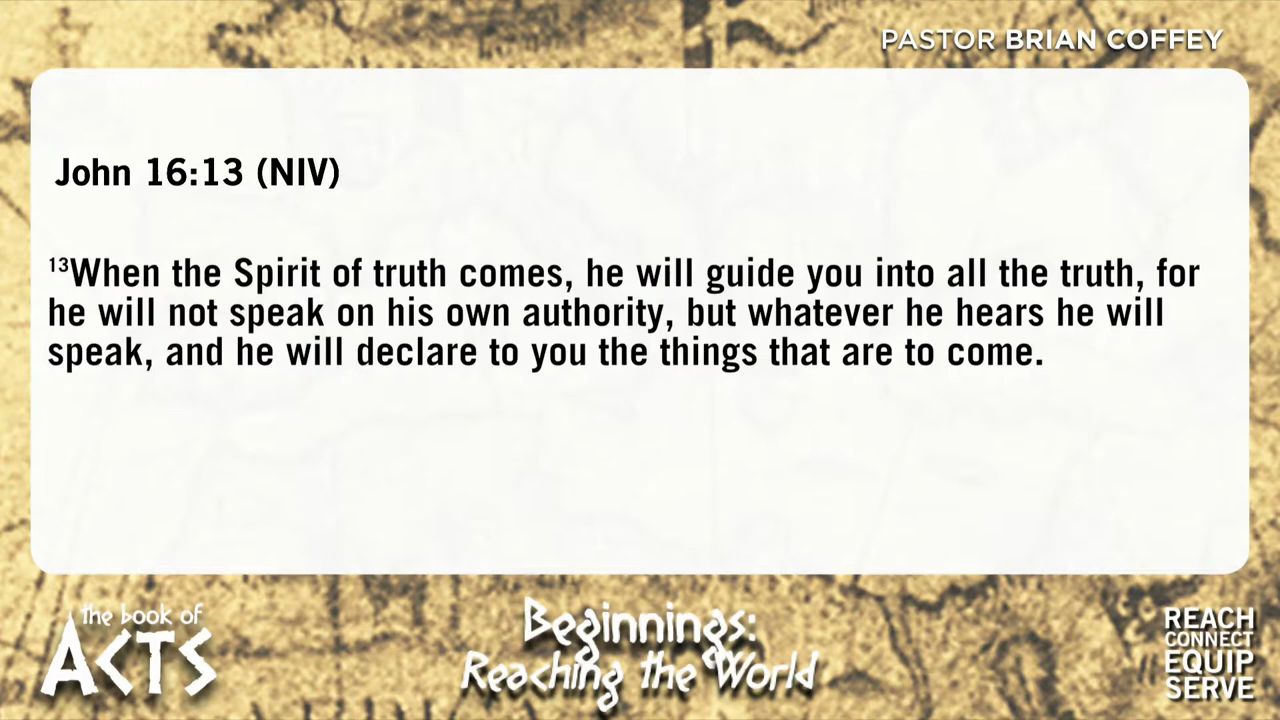 PASTOR BRIAN COFFEY
John 16:13 (NIV)
13When the Spirit of truth comes, he will guide you into all the truth, for
he will not speak on his own authority, but whatever he hears he will
speak, and he will declare to you the things that are to come.
the book of
ACTS
Beginnings:
Reaching the World
REACH
CONNECT
EQUIP
SERVE